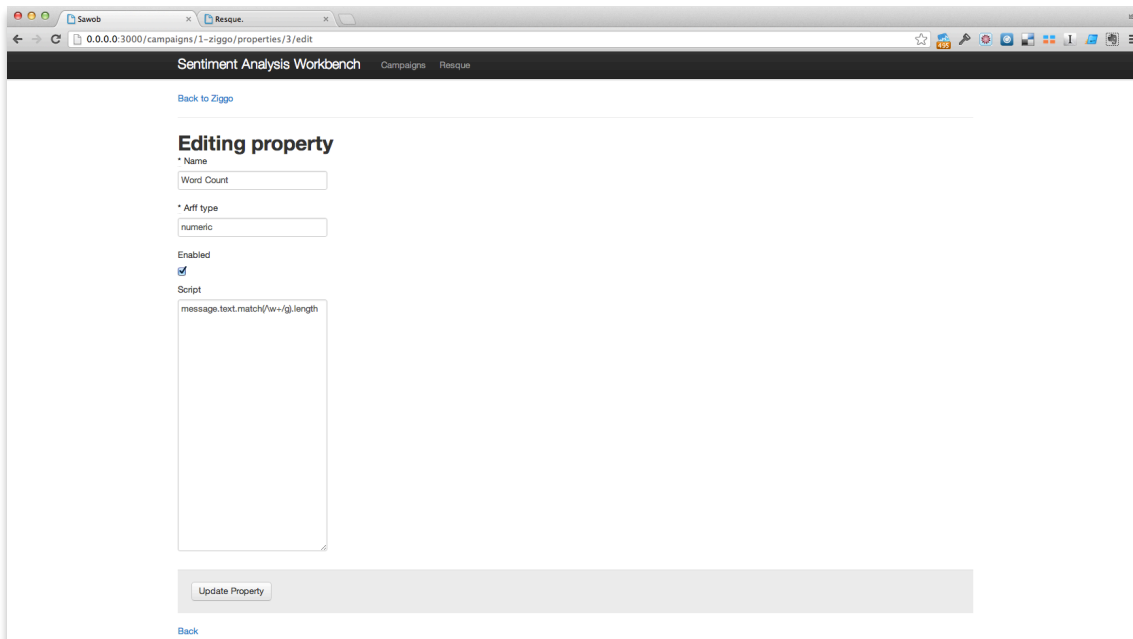 Sawob
Resque.
0.0.0.0:3000/campaigns/1-ziggo/properties/3/edit
495
Sentiment Analysis Workbench Campaigns Resque
Back to Ziggo
Editing property
* Name
Word Count
* Arff type
numeric
Enabled
Script
message.text.match(/\w+/g).length
Update Property
Back